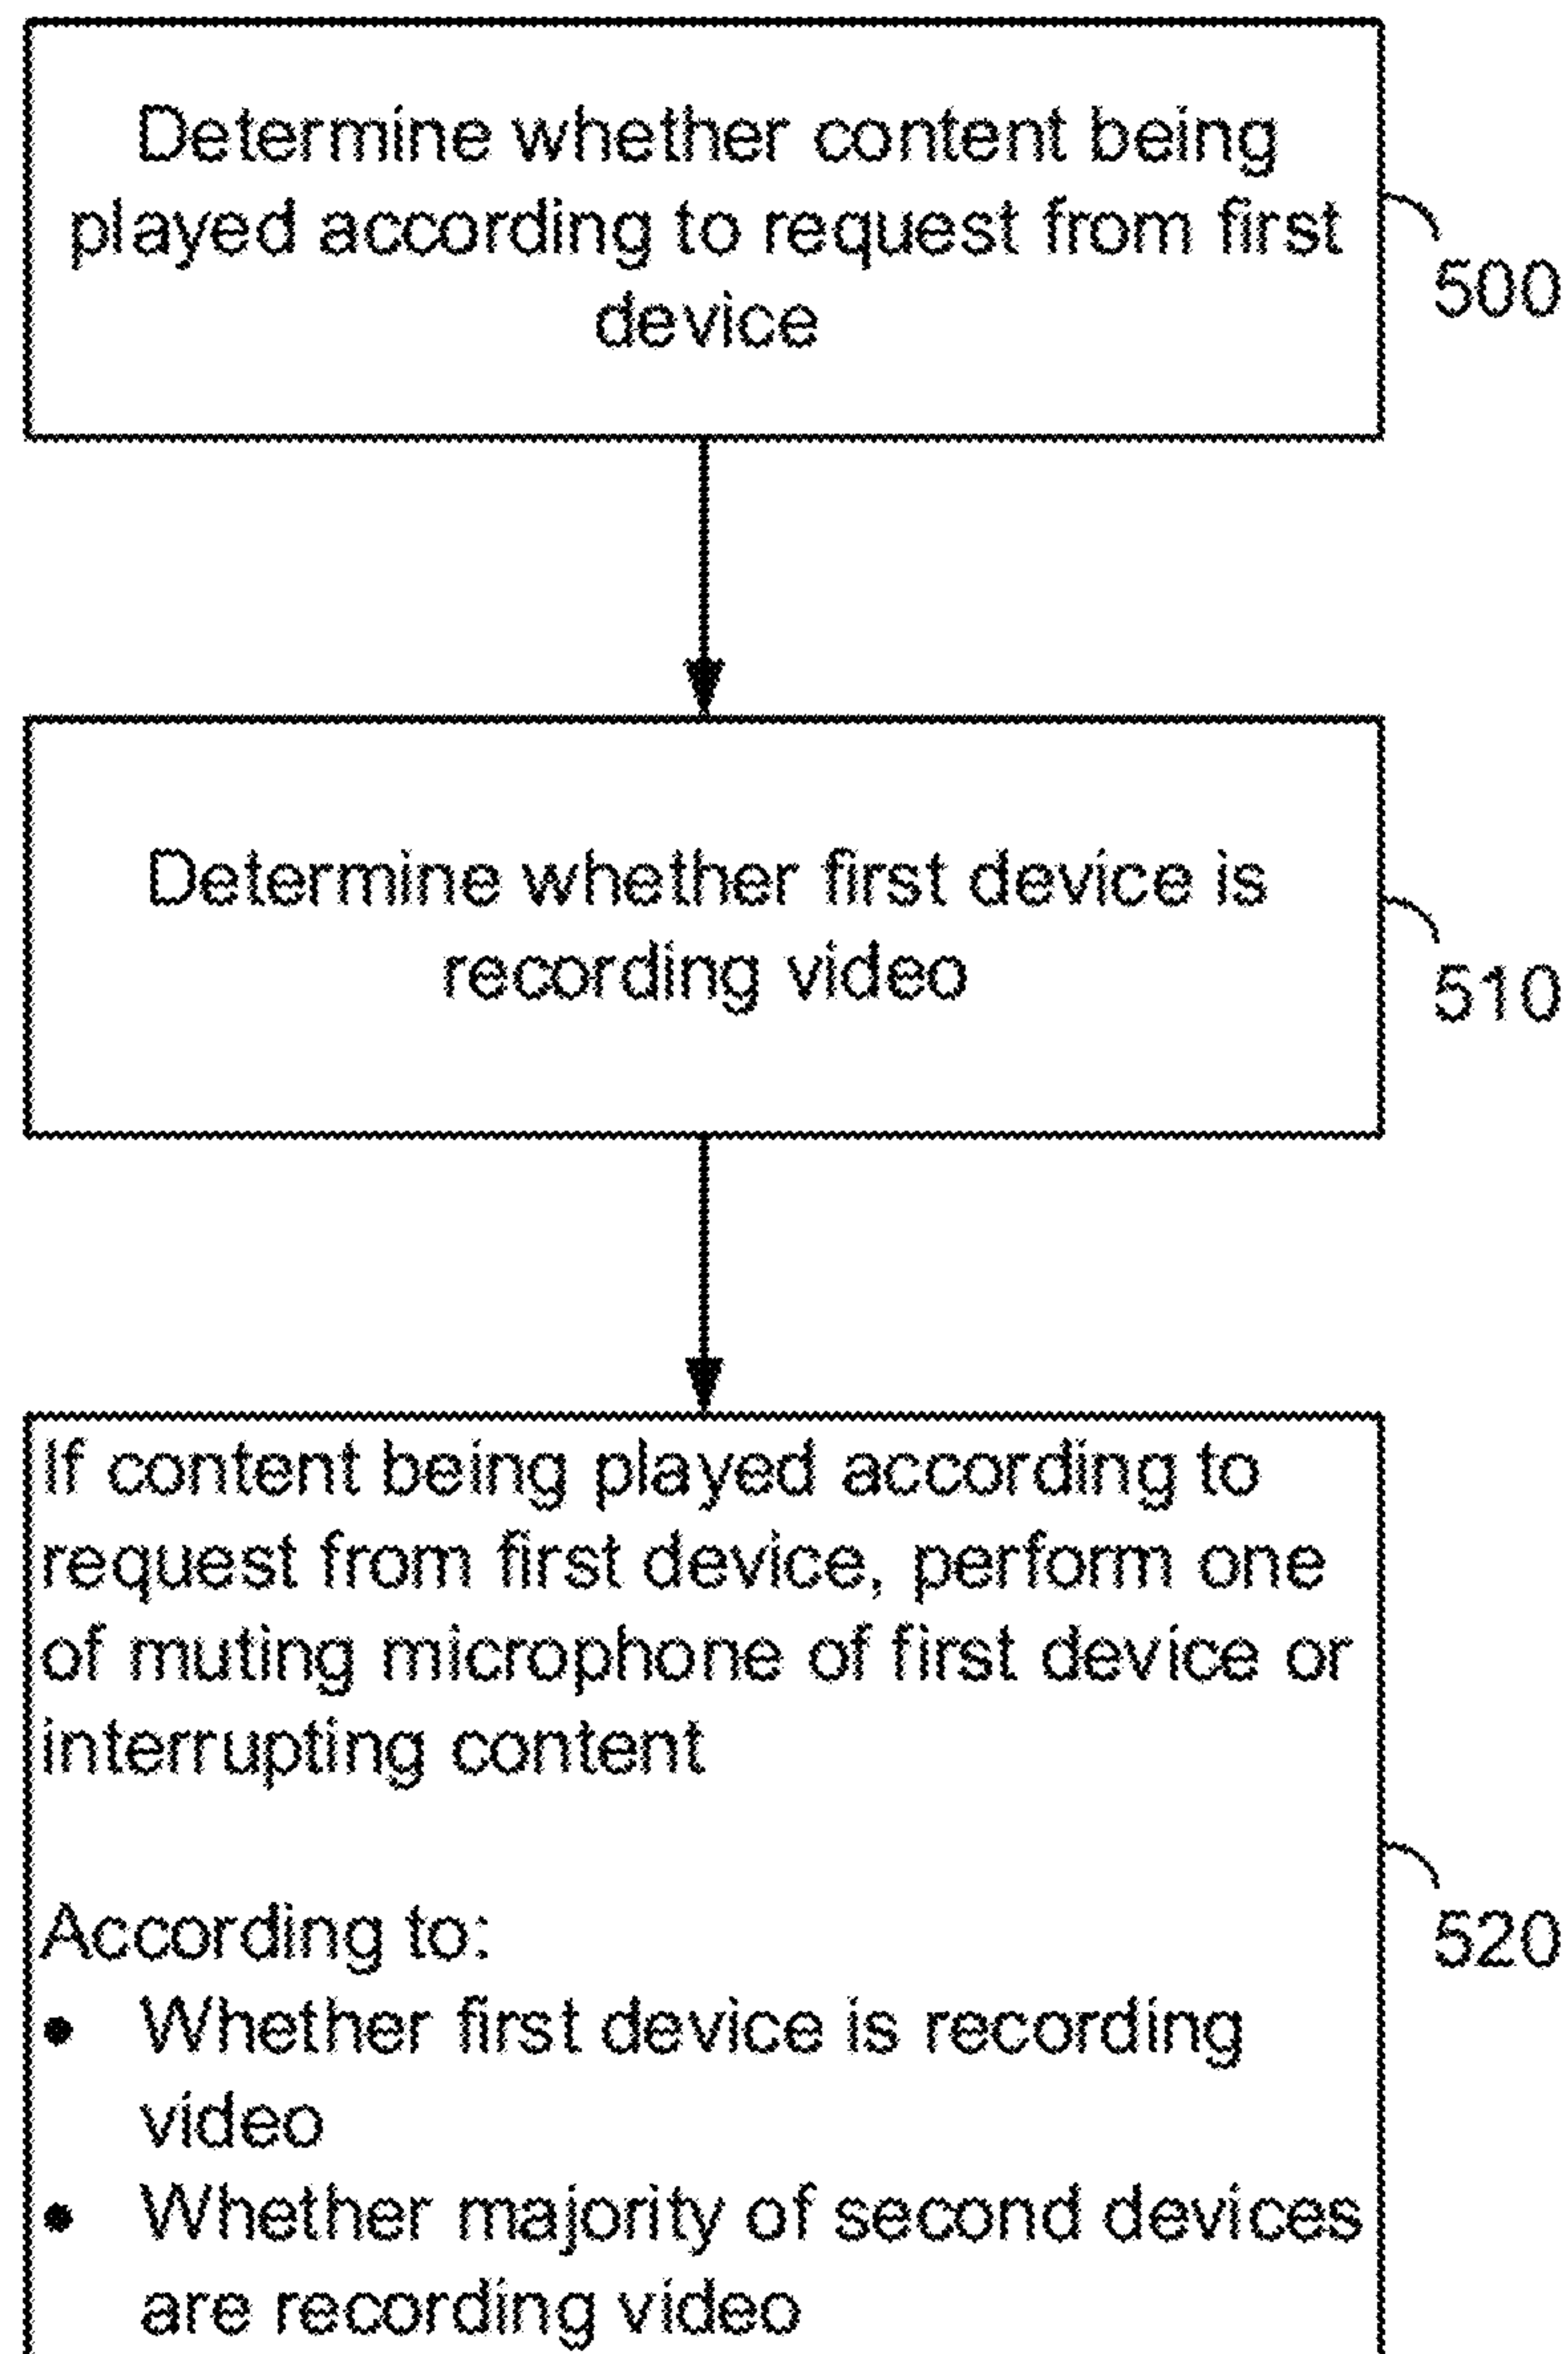 Determine whether content being
played according to request from first
device
500
Determine whether first device is
recording video
510
If content being played according to
request from first device, perform one
of muting microphone of first device or
interrupting content
According to:
520
• Whether first device is recording
video
• Whether majority of second devices
are recording video